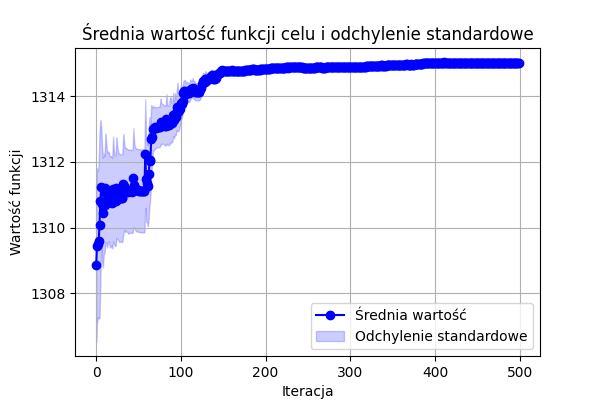 Średnia wartość funkcji celu i odchylenie standardowe
Wartość funkcji
1314
1312
1310
1308
Średnia wartość
Odchylenie standardowe
0 100 200 300 400 500
Iteracja